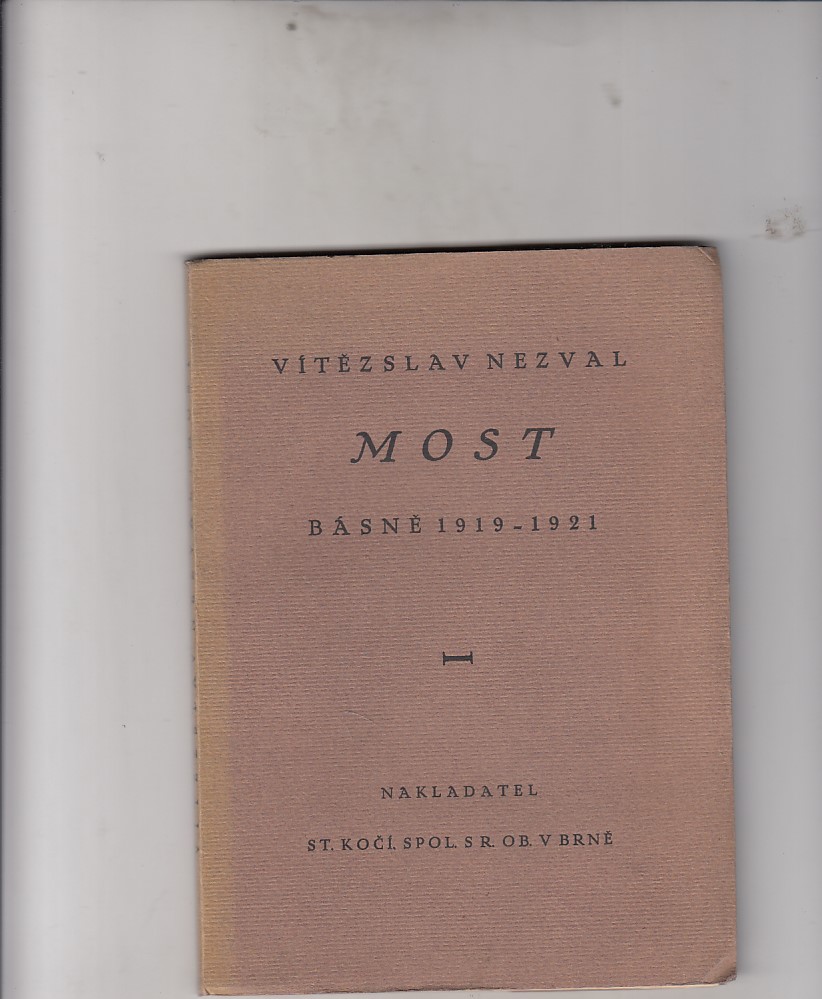 VÍTĚZSLAV NEZVAL
MOST
BÁSNĚ 1919-1921
I
NAKLADATEL
ST. KOČÍ. SPOL. S R. OB. V BRNĚ